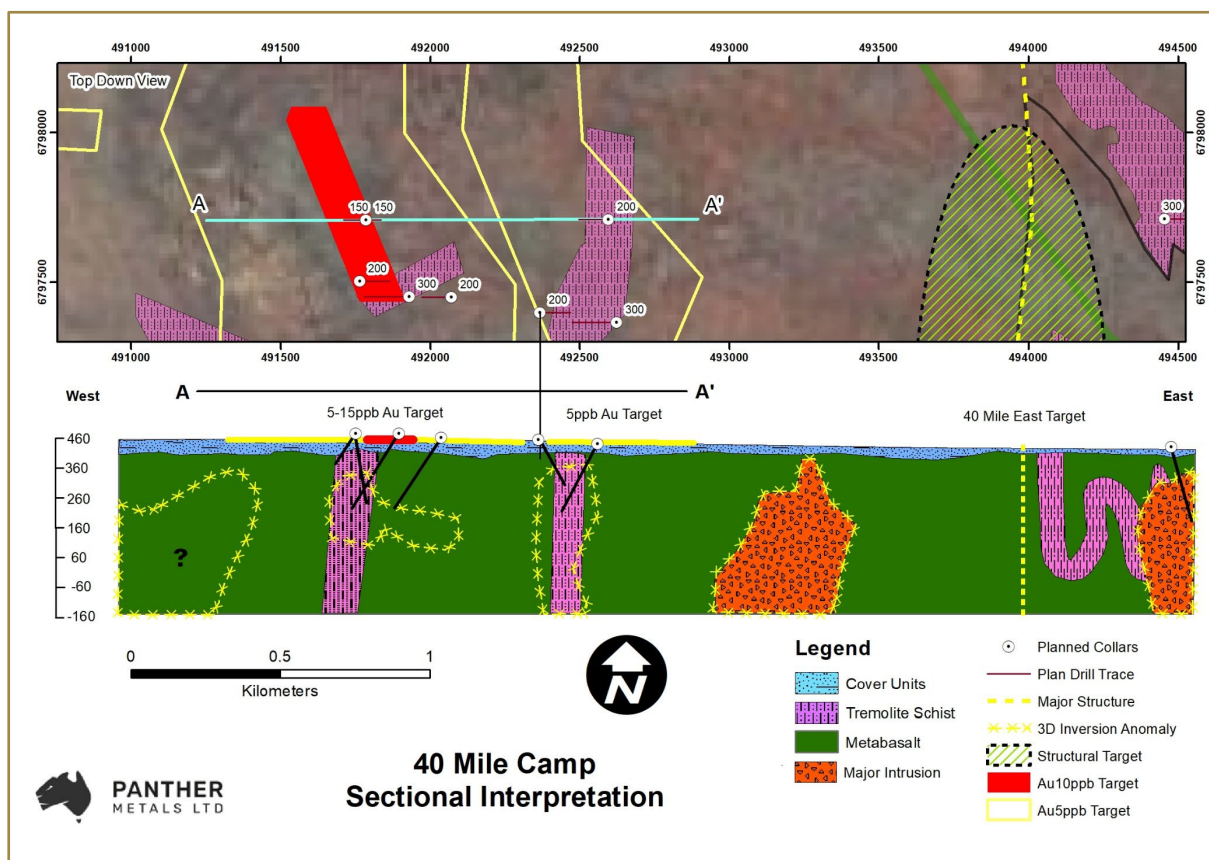 491000 491500 492000 492500 493000 493500 494000 494500
Top Down View
6798000
6798000
A
150 150
200
A'
300
6797500
6797500
200
300
200
200
300
491000 491500 492000 492500 493000 493500 494000 494500
West
A
A'
East
5-15ppb Au Target
5ppb Au Target
40 Mile East Target
460
360
260
160
60
-60
-160
?
0 0.5 1
Kilometers
N
40 Mile Camp
Sectional Interpretation
PANTHER
METALS LTD
Legend
Cover Units
Tremolite Schist
Metabasalt
Major Intrusion
Planned Collars
Plan Drill Trace
Major Structure
3D Inversion Anomaly
Structural Target
Au10ppb Target
Au5ppb Target